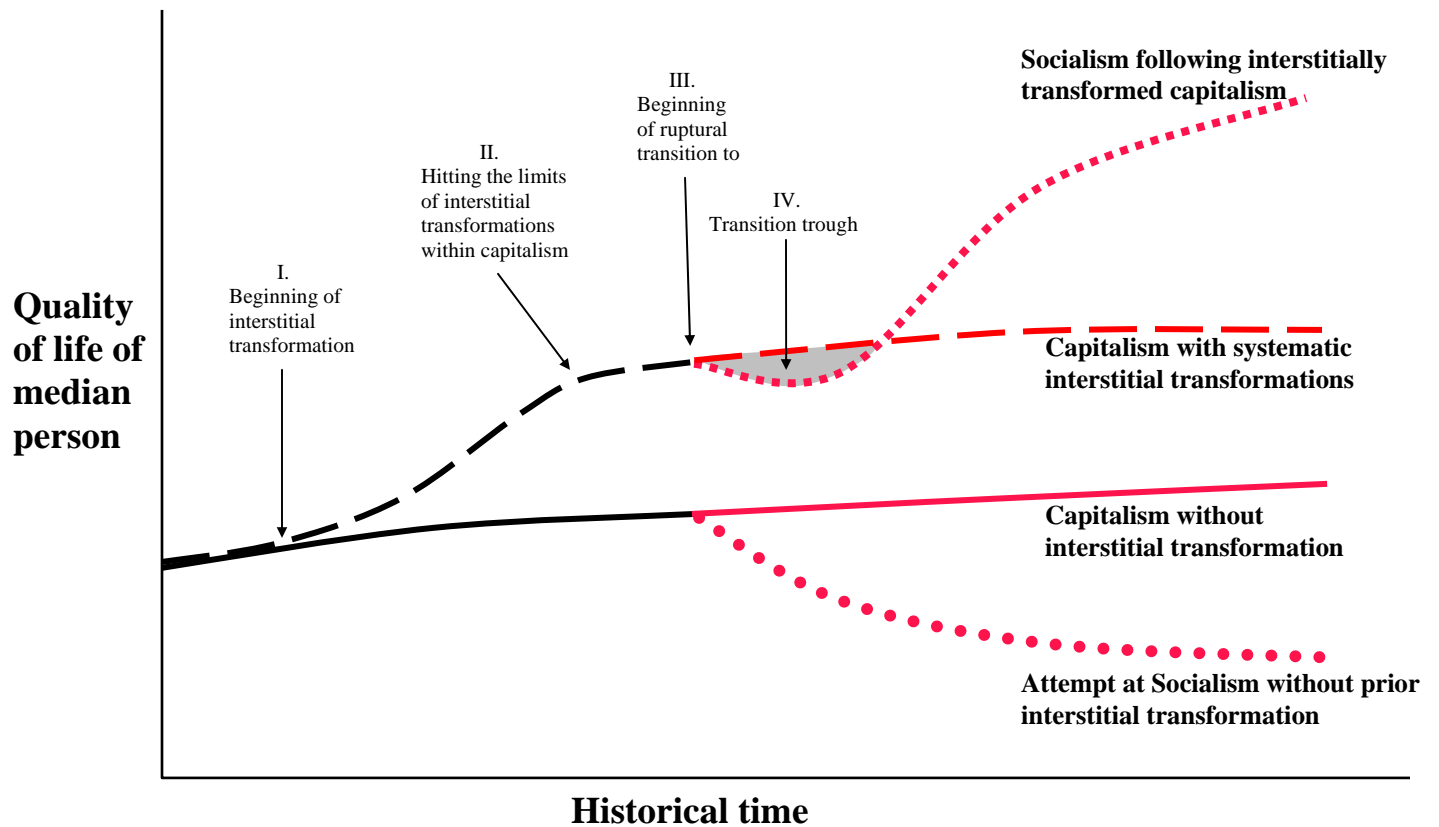 Socialism following interstitially
transformed capitalism
III.
Beginning
of ruptural
transition to
II.
Hitting the limits
of interstitial
transformations
within capitalism
IV.
Transition trough
I.
Beginning of
interstitial
transformation
Quality
of life of
median
person
Capitalism with systematic
interstitial transformations
Capitalism without
interstitial transformation
Attempt at Socialism without prior
interstitial transformation
Historical time